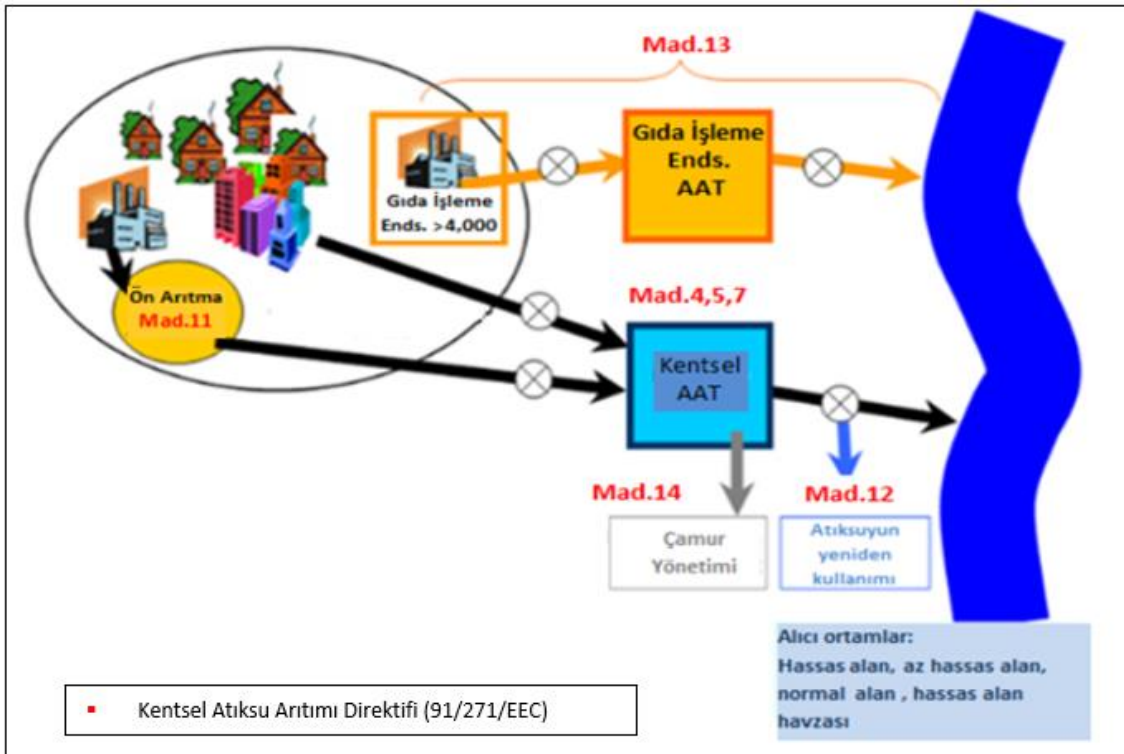 Mad.13
Gıda İşleme
Ends.
AAT
Gıda İşleme
Ends. >4,000
Ön Arıtma
Mad.11
Mad.4,5,7
Kentsel
AAT
Mad.14
Mad.12
Çamur
Yönetimi
Atıksuyun
yeniden
kullanımı
Alıcı ortamlar:
Hassas alan, az hassas alan,
normal alan , hassas alan
havzası
▪ Kentsel Atıksu Arıtımı Direktifi (91/271/EEC)